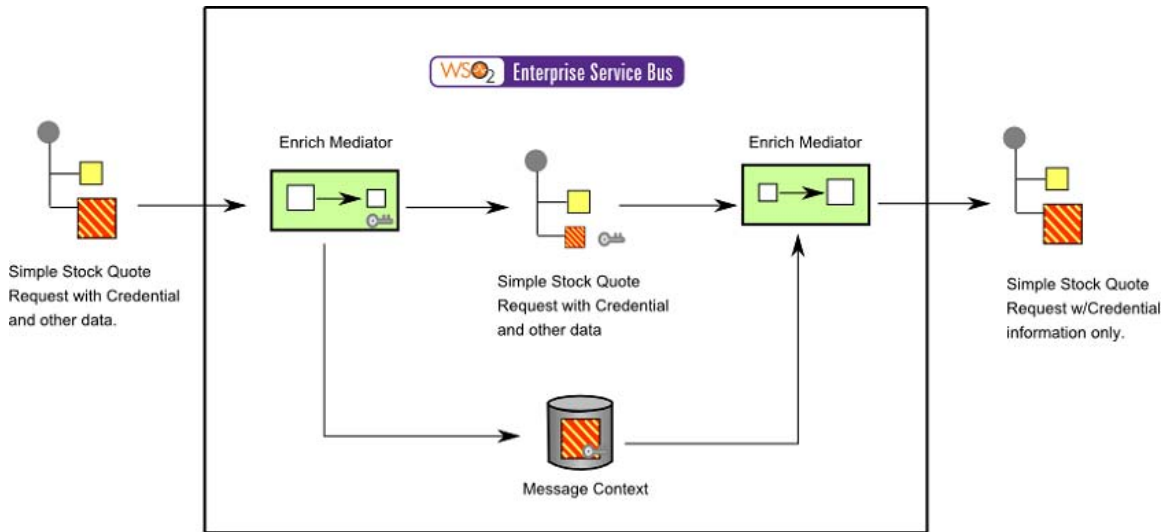 WSO2 Enterprise Service Bus
Enrich Mediator
Enrich Mediator
Simple Stock Quote
Request with Credential
and other data.
Simple Stock Quote
Request with Credential
and other data
Simple Stock Quote
Request w/Credential
information only.
Message Context